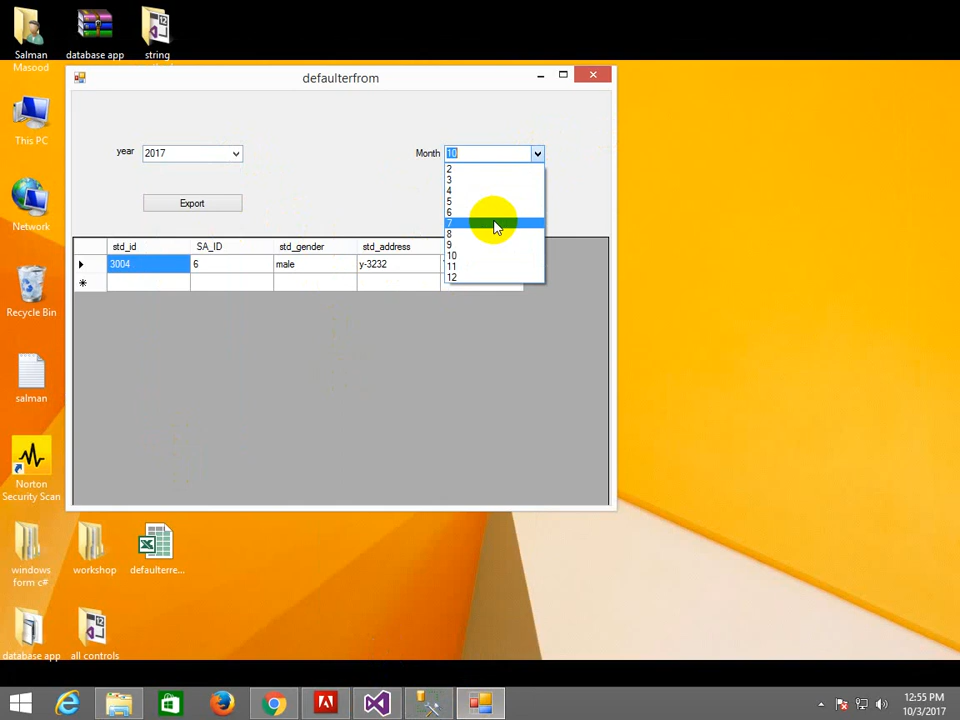 Salman
Masood
database app
string
This PC
Network
Recycle Bin
salman
Norton
Security Scan
windows
form c#
workshop
defaulterre...
database app
all controls
defaulterfrom
year
2017
Month
10
2
3
4
5
6
7
8
9
10
11
12
Export
std_id
SA_ID
std_gender
std_address
3004
6
male
y-3232
12:55 PM
10/3/2017